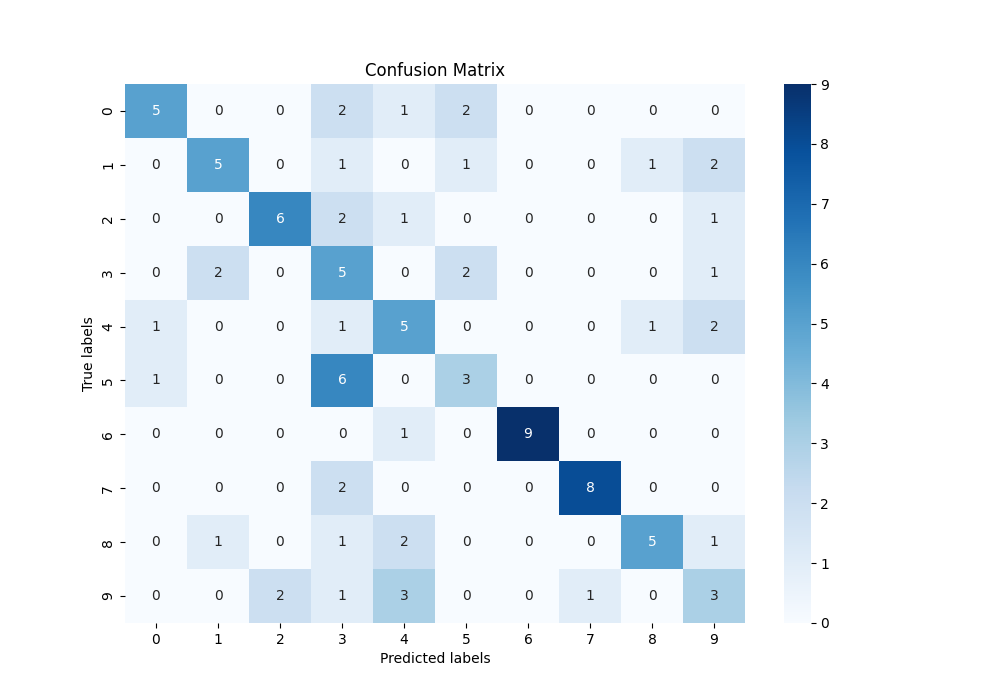 Confusion Matrix
0 5 0 0 2 1 2 0 0 0 0
1 0 5 0 1 0 1 0 0 1 2
2 0 0 6 2 1 0 0 0 0 1
3 0 2 0 5 0 2 0 0 0 1
4 1 0 0 1 5 0 0 0 1 2
5 1 0 0 6 0 3 0 0 0 0
6 0 0 0 0 1 0 9 0 0 0
7 0 0 0 2 0 0 0 8 0 0
8 0 1 0 1 2 0 0 0 5 1
9 0 0 2 1 3 0 0 1 0 3
0 1 2 3 4 5 6 7 8 9
Predicted labels
True labels
9
8
7
6
5
4
3
2
1
0